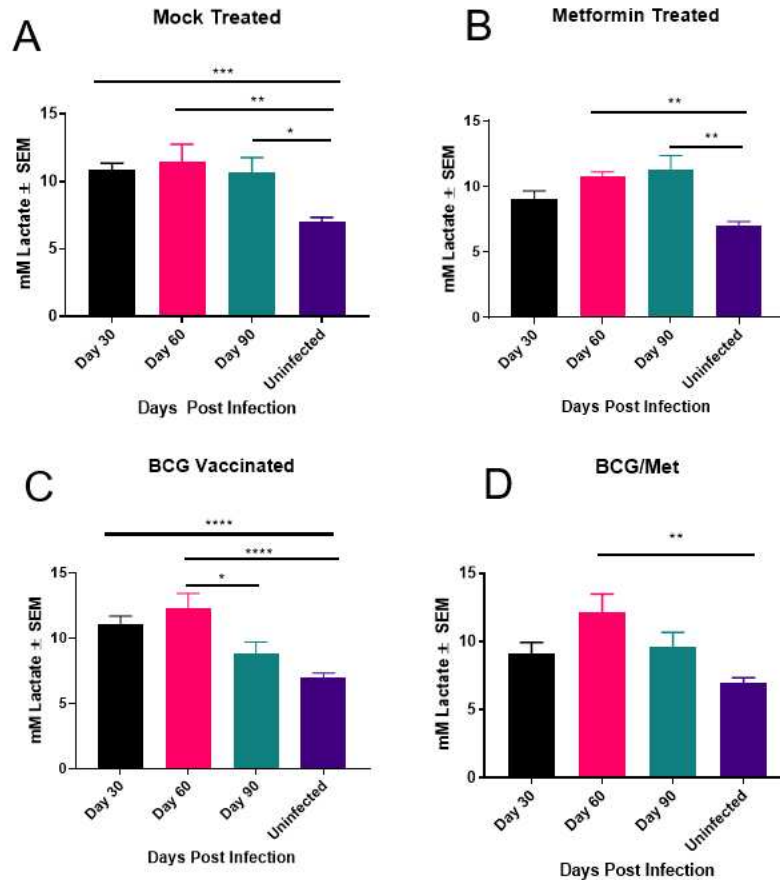 A
Mock Treated
***
**
*
mM Lactate ± SEM
15
10
5
0
Day 30
Day 60
Day 90
Uninfected
Days Post Infection
B
Metformin Treated
**
**
mM Lactate ± SEM
15
10
5
0
Day 30
Day 60
Day 90
Uninfected
Days Post Infection
C
BCG Vaccinated
****
****
*
mM Lactate ± SEM
15
10
5
0
Day 30
Day 60
Day 90
Uninfected
Days Post Infection
D
BCG/Met
**
mM Lactate ± SEM
15
10
5
0
Day 30
Day 60
Day 90
Uninfected
Days Post Infection